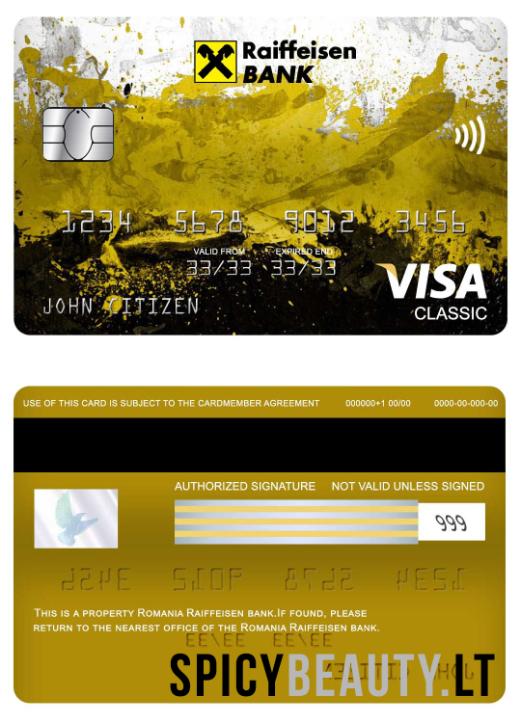 Raiffeisen
BANK
1234 5678 9012 3456
VALID FROM EXPIRED END
33/33 33/33
JOHN CITIZEN
VISA
CLASSIC
USE OF THIS CARD IS SUBJECT TO THE CARDMEMBER AGREEMENT 000000+1 00/00 0000-00-000-00
AUTHORIZED SIGNATURE NOT VALID UNLESS SIGNED
999
THIS IS A PROPERTY ROMANIA RAIFFEISEN BANK.IF FOUND, PLEASE
RETURN TO THE NEAREST OFFICE OF THE ROMANIA RAIFFEISEN BANK.
SPICYBEAUTY.LT